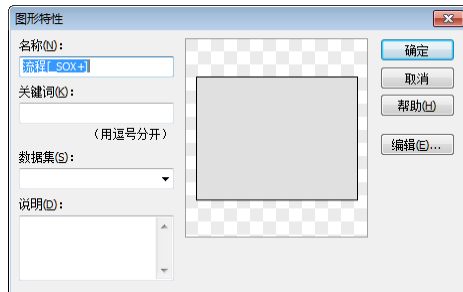 图形特性
名称(N)：
流程[_SOX+]
关键词(K)：
（用逗号分开）
数据集(S)：
说明(D)：
确定
取消
帮助(H)
编辑(E)...